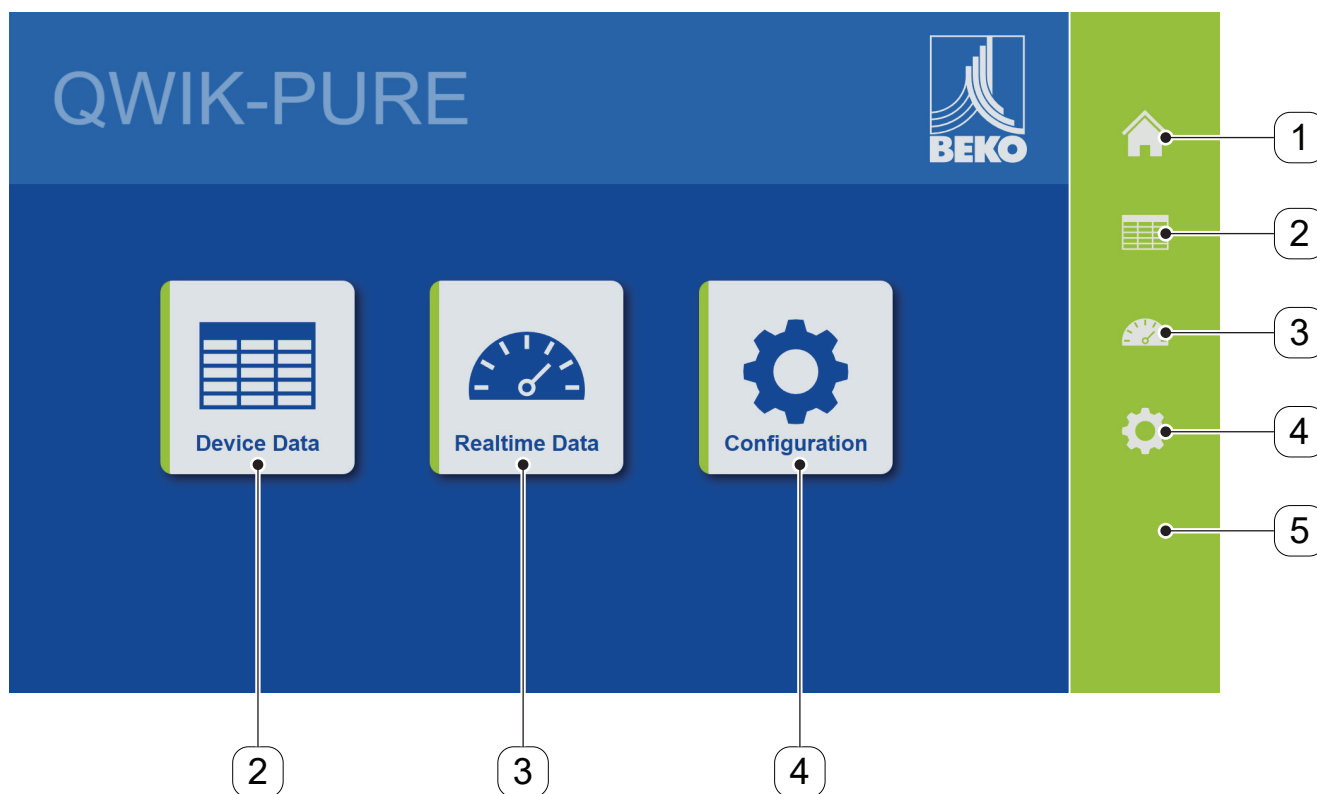 QWIK-PURE
BEKO
1
2
3
4
5
Device Data
Realtime Data
Configuration
2
3
4